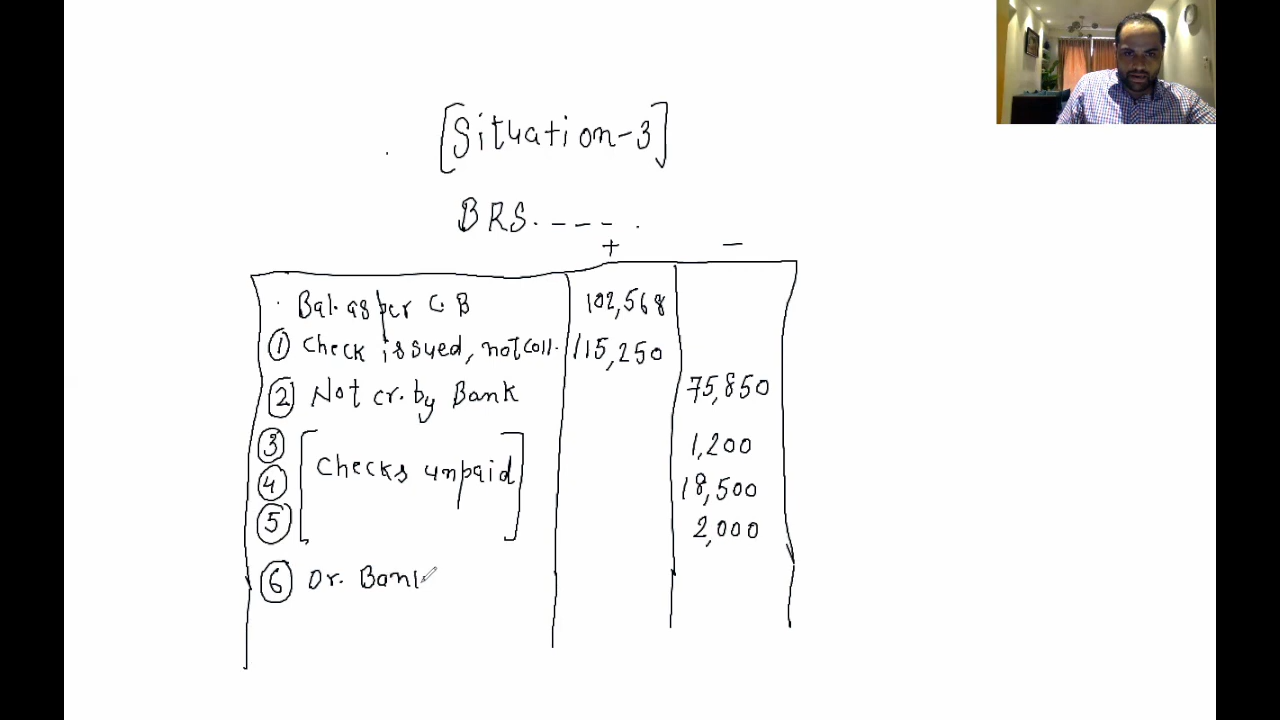 [Situation-3]
BRS. ---.
+ −
Bal. as per C.B 102,568
① Check issued, not coll. 115,250
② Not cr. by Bank 75,850
③ 1,200
[Checks unpaid]
④ 18,500
⑤ 2,000
⑥ Dr. Bank